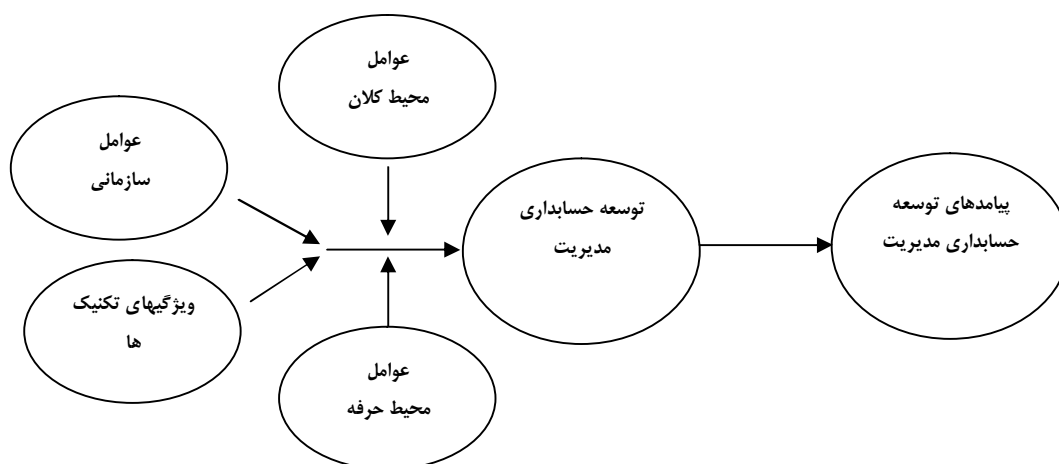 عوامل
محیط کلان
عوامل
سازمانی
توسعه حسابداری
مدیریت
پیامدهای توسعه
حسابداری مدیریت
ویژگیهای تکنیک
ها
عوامل
محیط حرفه